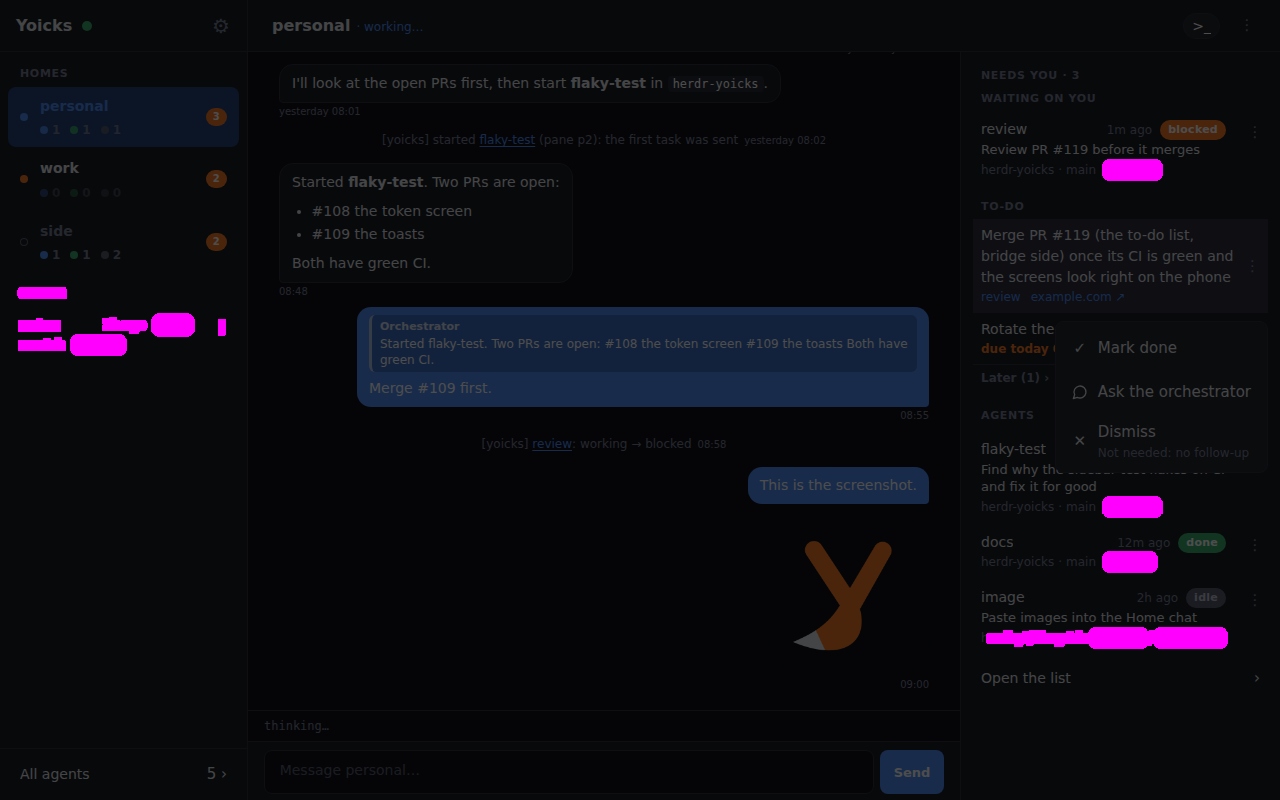 Yoicks
HOMES
personal
1 1 1
3
work
0 0 0
2
side
1 1 2
2
All agents 5 ›
personal · working…
>_
I'll look at the open PRs first, then start flaky-test in herdr-yoicks.
yesterday 08:01
[yoicks] started flaky-test (pane p2); the first task was sent yesterday 08:02
Started flaky-test. Two PRs are open:
• #108 the token screen
• #109 the toasts
Both have green CI.
08:48
Orchestrator
Started flaky-test. Two PRs are open: #108 the token screen #109 the toasts Both have
green CI.
Merge #109 first.
08:55
[yoicks] review: working → blocked 08:58
This is the screenshot.
09:00
thinking…
Message personal…
Send
NEEDS YOU · 3
WAITING ON YOU
review 1m ago blocked
Review PR #119 before it merges
herdr-yoicks · main
TO-DO
Merge PR #119 (the to-do list,
bridge side) once its CI is green and
the screens look right on the phone
review example.com ↗
Rotate the
due today
Later (1) ›
✓ Mark done
Ask the orchestrator
✕ Dismiss
Not needed: no follow-up
AGENTS
flaky-test
Find why the
and fix it for good
herdr-yoicks · main
docs 12m ago done
herdr-yoicks · main
image 2h ago idle
Paste images into the Home chat
Open the list ›